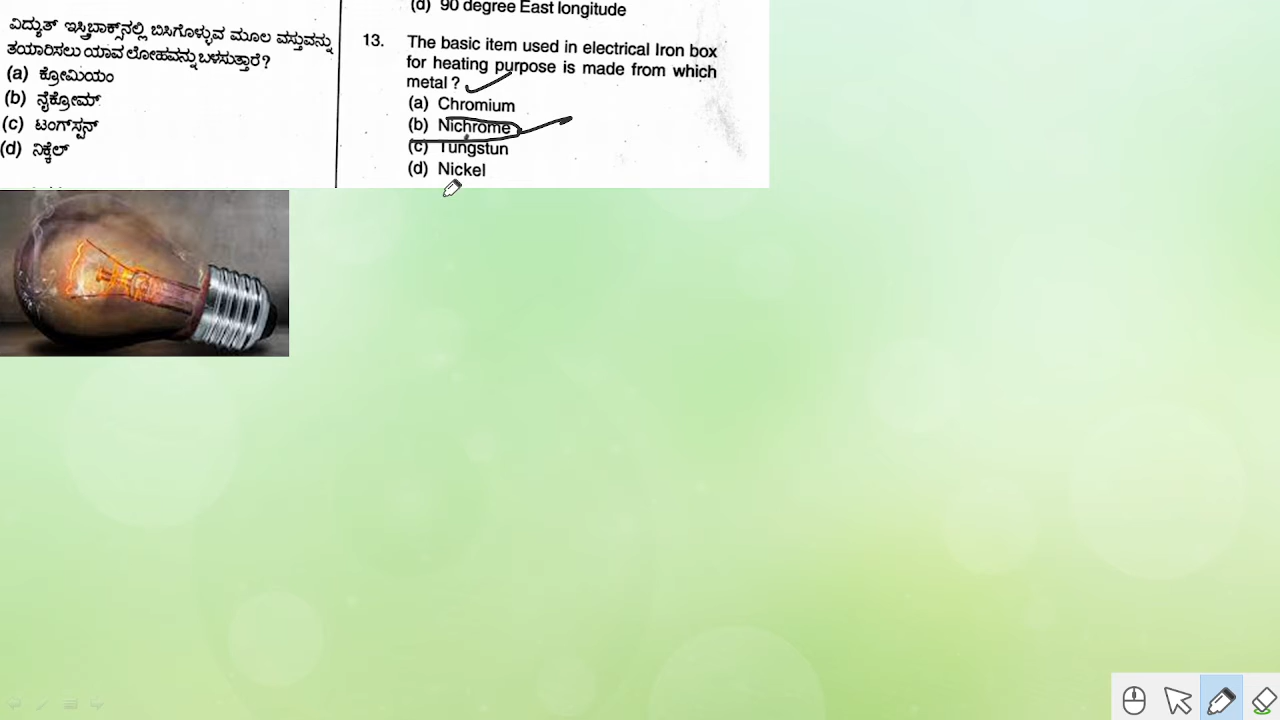 ವಿದ್ಯುತ್ ಇಸ್ತ್ರಿಬಾಕ್ಸ್‌ನಲ್ಲಿ ಬಿಸಿಗೊಳ್ಳುವ ಮೂಲ ವಸ್ತುವನ್ನು
ತಯಾರಿಸಲು ಯಾವ ಲೋಹವನ್ನು ಬಳಸುತ್ತಾರೆ?
(a) ಕ್ರೋಮಿಯಂ
(b) ನೈಕ್ರೋಮ್
(c) ಟಂಗ್‌ಸ್ಟನ್
(d) ನಿಕ್ಕೆಲ್
(d) 90 degree East longitude
13. The basic item used in electrical Iron box
for heating purpose is made from which
metal ?
(a) Chromium
(b) Nichrome
(c) Tungstun
(d) Nickel